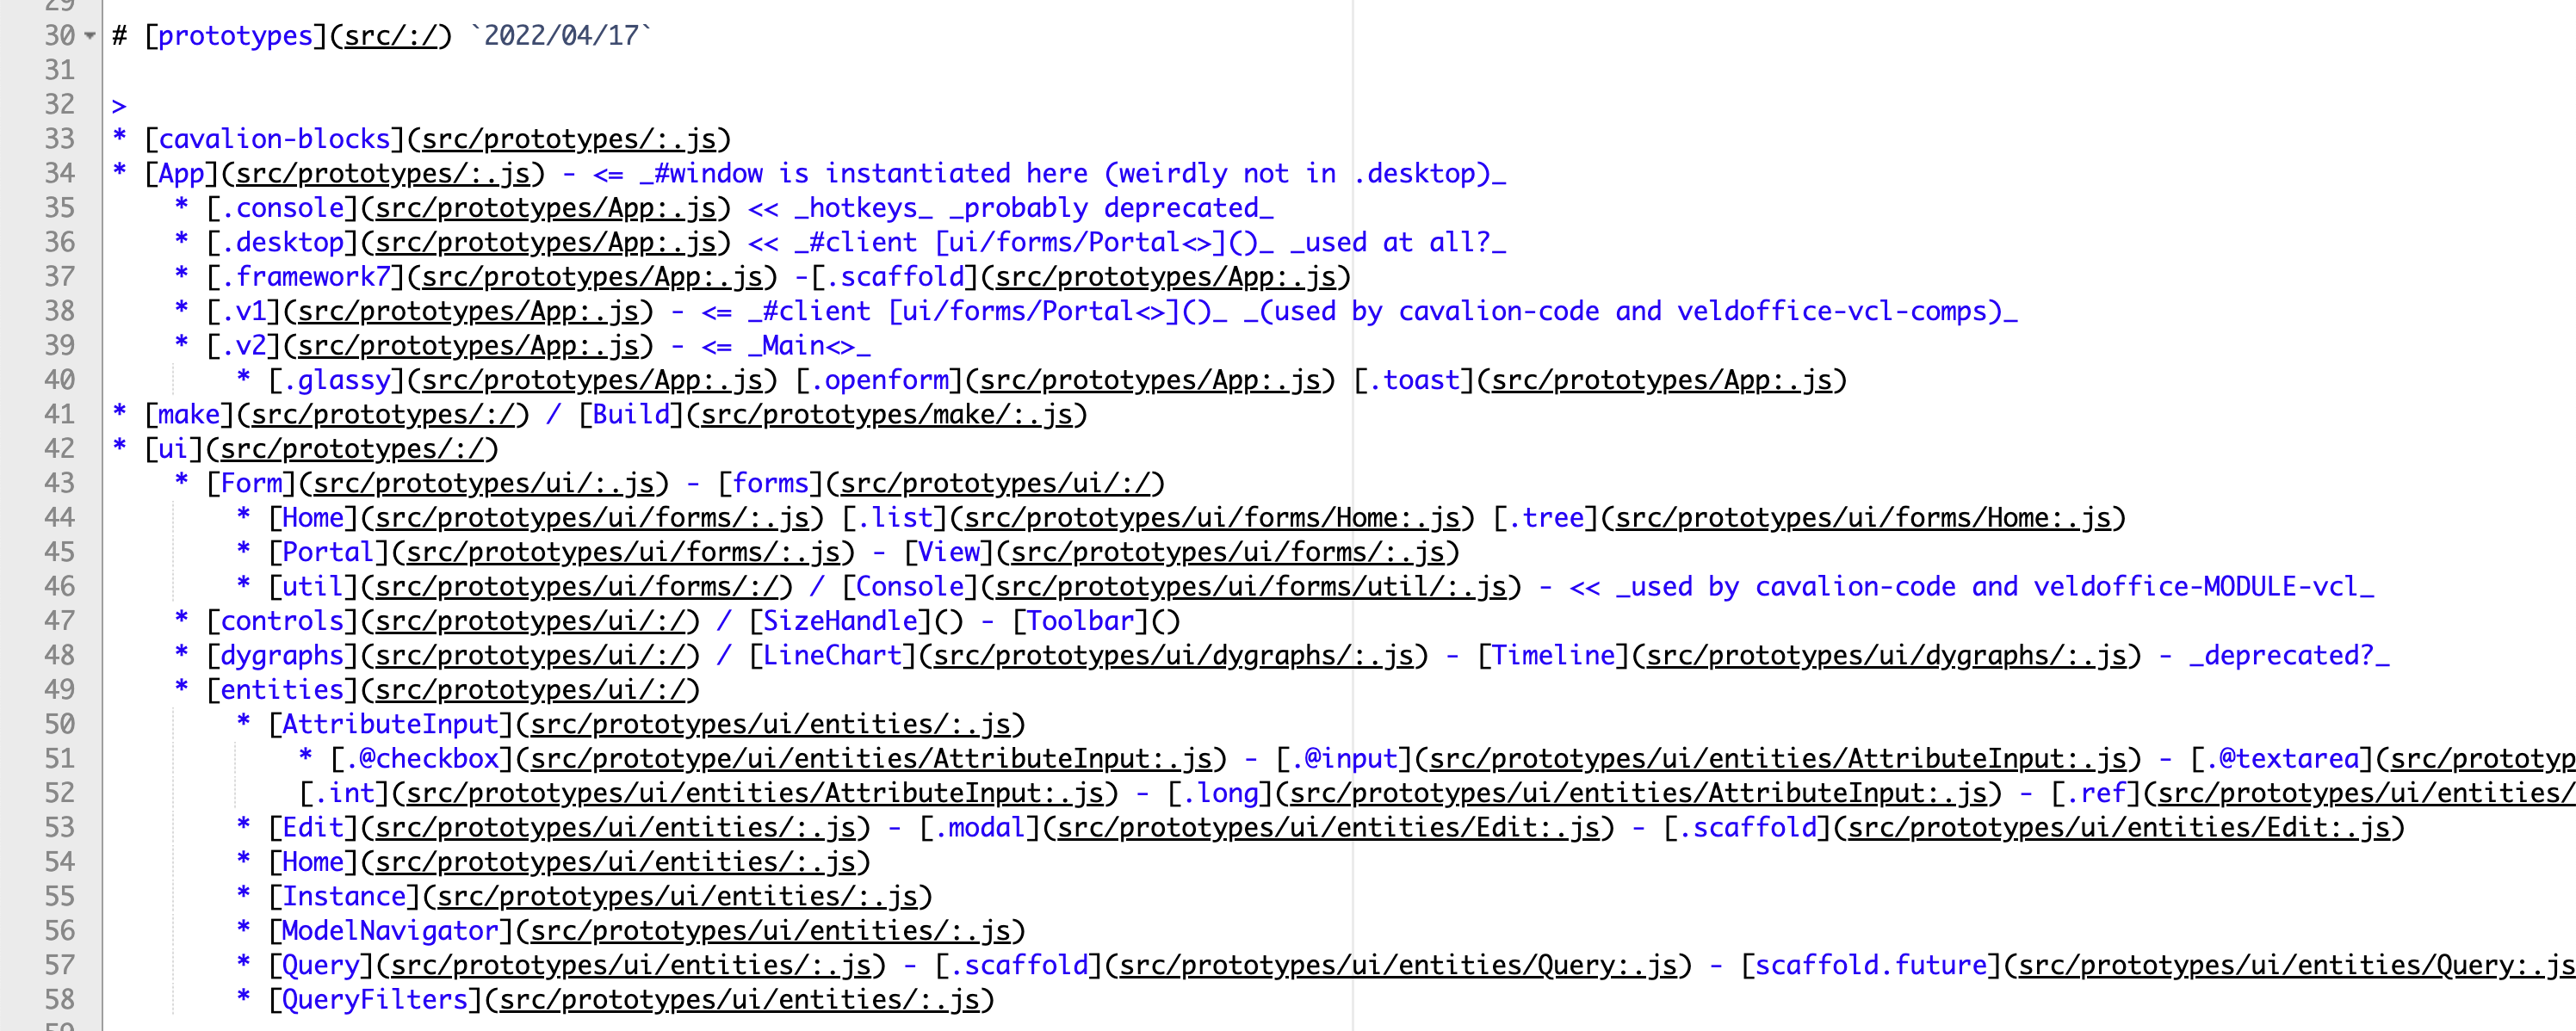 29
30 # [prototypes](src/:/) `2022/04/17`
31
32 >
33 * [cavalion-blocks](src/prototypes/:.js)
34 * [App](src/prototypes/:.js) - <= _#window is instantiated here (weirdly not in .desktop)_
35     * [.console](src/prototypes/App:.js) << _hotkeys_ _probably deprecated_
36     * [.desktop](src/prototypes/App:.js) << _#client [ui/forms/Portal<>]()_ _used at all?_
37     * [.framework7](src/prototypes/App:.js) -[.scaffold](src/prototypes/App:.js)
38     * [.v1](src/prototypes/App:.js) - <= _#client [ui/forms/Portal<>]()_ _(used by cavalion-code and veldoffice-vcl-comps)_
39     * [.v2](src/prototypes/App:.js) - <= _Main<>_
40         * [.glassy](src/prototypes/App:.js) [.openform](src/prototypes/App:.js) [.toast](src/prototypes/App:.js)
41 * [make](src/prototypes/:/) / [Build](src/prototypes/make/:.js)
42 * [ui](src/prototypes/:/)
43     * [Form](src/prototypes/ui/:.js) - [forms](src/prototypes/ui/:/)
44         * [Home](src/prototypes/ui/forms/:.js) [.list](src/prototypes/ui/forms/Home:.js) [.tree](src/prototypes/ui/forms/Home:.js)
45         * [Portal](src/prototypes/ui/forms/:.js) - [View](src/prototypes/ui/forms/:.js)
46         * [util](src/prototypes/ui/forms/:/) / [Console](src/prototypes/ui/forms/util/:.js) - << _used by cavalion-code and veldoffice-MODULE-vcl_
47     * [controls](src/prototypes/ui/:/) / [SizeHandle]() - [Toolbar]()
48     * [dygraphs](src/prototypes/ui/:/) / [LineChart](src/prototypes/ui/dygraphs/:.js) - [Timeline](src/prototypes/ui/dygraphs/:.js) - _deprecated?_
49     * [entities](src/prototypes/ui/:/)
50         * [AttributeInput](src/prototypes/ui/entities/:.js)
51             * [.@checkbox](src/prototype/ui/entities/AttributeInput:.js) - [.@input](src/prototypes/ui/entities/AttributeInput:.js) - [.@textarea](src/prototyp
52             [.int](src/prototypes/ui/entities/AttributeInput:.js) - [.long](src/prototypes/ui/entities/AttributeInput:.js) - [.ref](src/prototypes/ui/entities/
53         * [Edit](src/prototypes/ui/entities/:.js) - [.modal](src/prototypes/ui/entities/Edit:.js) - [.scaffold](src/prototypes/ui/entities/Edit:.js)
54         * [Home](src/prototypes/ui/entities/:.js)
55         * [Instance](src/prototypes/ui/entities/:.js)
56         * [ModelNavigator](src/prototypes/ui/entities/:.js)
57         * [Query](src/prototypes/ui/entities/:.js) - [.scaffold](src/prototypes/ui/entities/Query:.js) - [scaffold.future](src/prototypes/ui/entities/Query:.js
58         * [QueryFilters](src/prototypes/ui/entities/:.js)
59